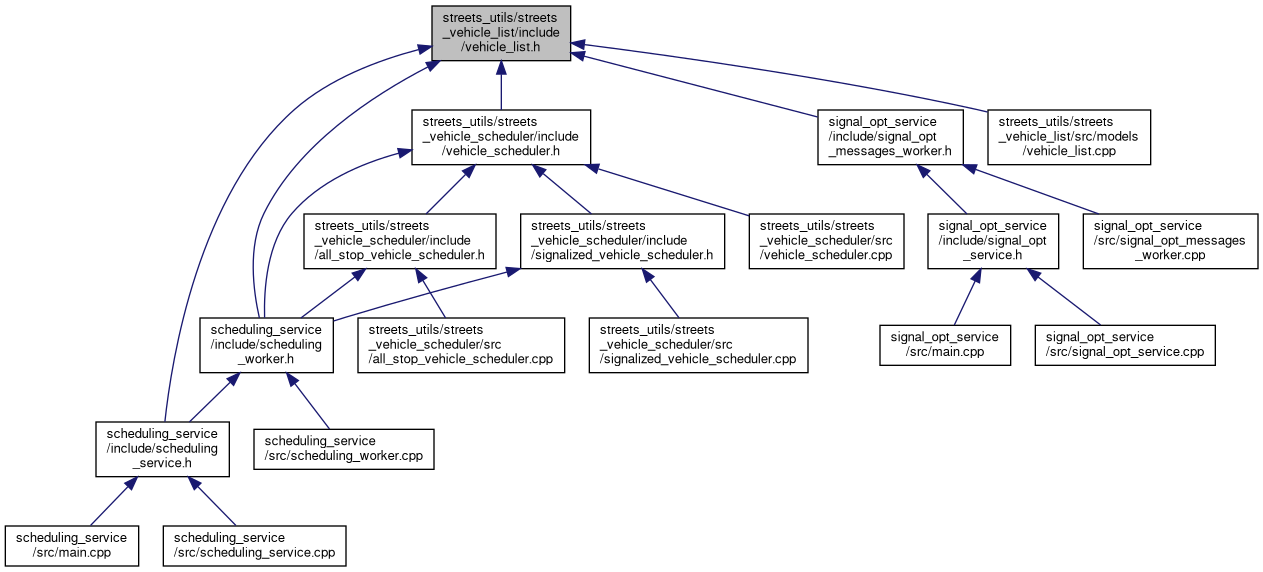 streets_utils/streets
_vehicle_list/include
/vehicle_list.h
streets_utils/streets
_vehicle_scheduler/include
/vehicle_scheduler.h
signal_opt_service
/include/signal_opt
_messages_worker.h
streets_utils/streets
_vehicle_list/src/models
/vehicle_list.cpp
streets_utils/streets
_vehicle_scheduler/include
/all_stop_vehicle_scheduler.h
streets_utils/streets
_vehicle_scheduler/include
/signalized_vehicle_scheduler.h
streets_utils/streets
_vehicle_scheduler/src
/vehicle_scheduler.cpp
signal_opt_service
/include/signal_opt
_service.h
signal_opt_service
/src/signal_opt_messages
_worker.cpp
scheduling_service
/include/scheduling
_worker.h
streets_utils/streets
_vehicle_scheduler/src
/all_stop_vehicle_scheduler.cpp
streets_utils/streets
_vehicle_scheduler/src
/signalized_vehicle_scheduler.cpp
signal_opt_service
/src/main.cpp
signal_opt_service
/src/signal_opt_service.cpp
scheduling_service
/include/scheduling
_service.h
scheduling_service
/src/scheduling_worker.cpp
scheduling_service
/src/main.cpp
scheduling_service
/src/scheduling_service.cpp